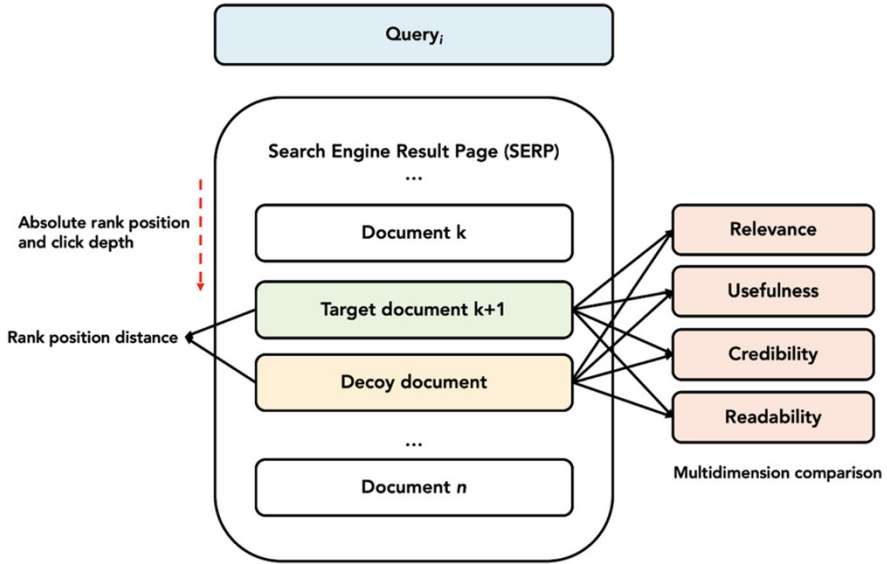 Query_i
Search Engine Result Page (SERP)
...
Absolute rank position
and click depth
Document k
Target document k+1
Rank position distance
Decoy document
...
Document n
Relevance
Usefulness
Credibility
Readability
Multidimension comparison